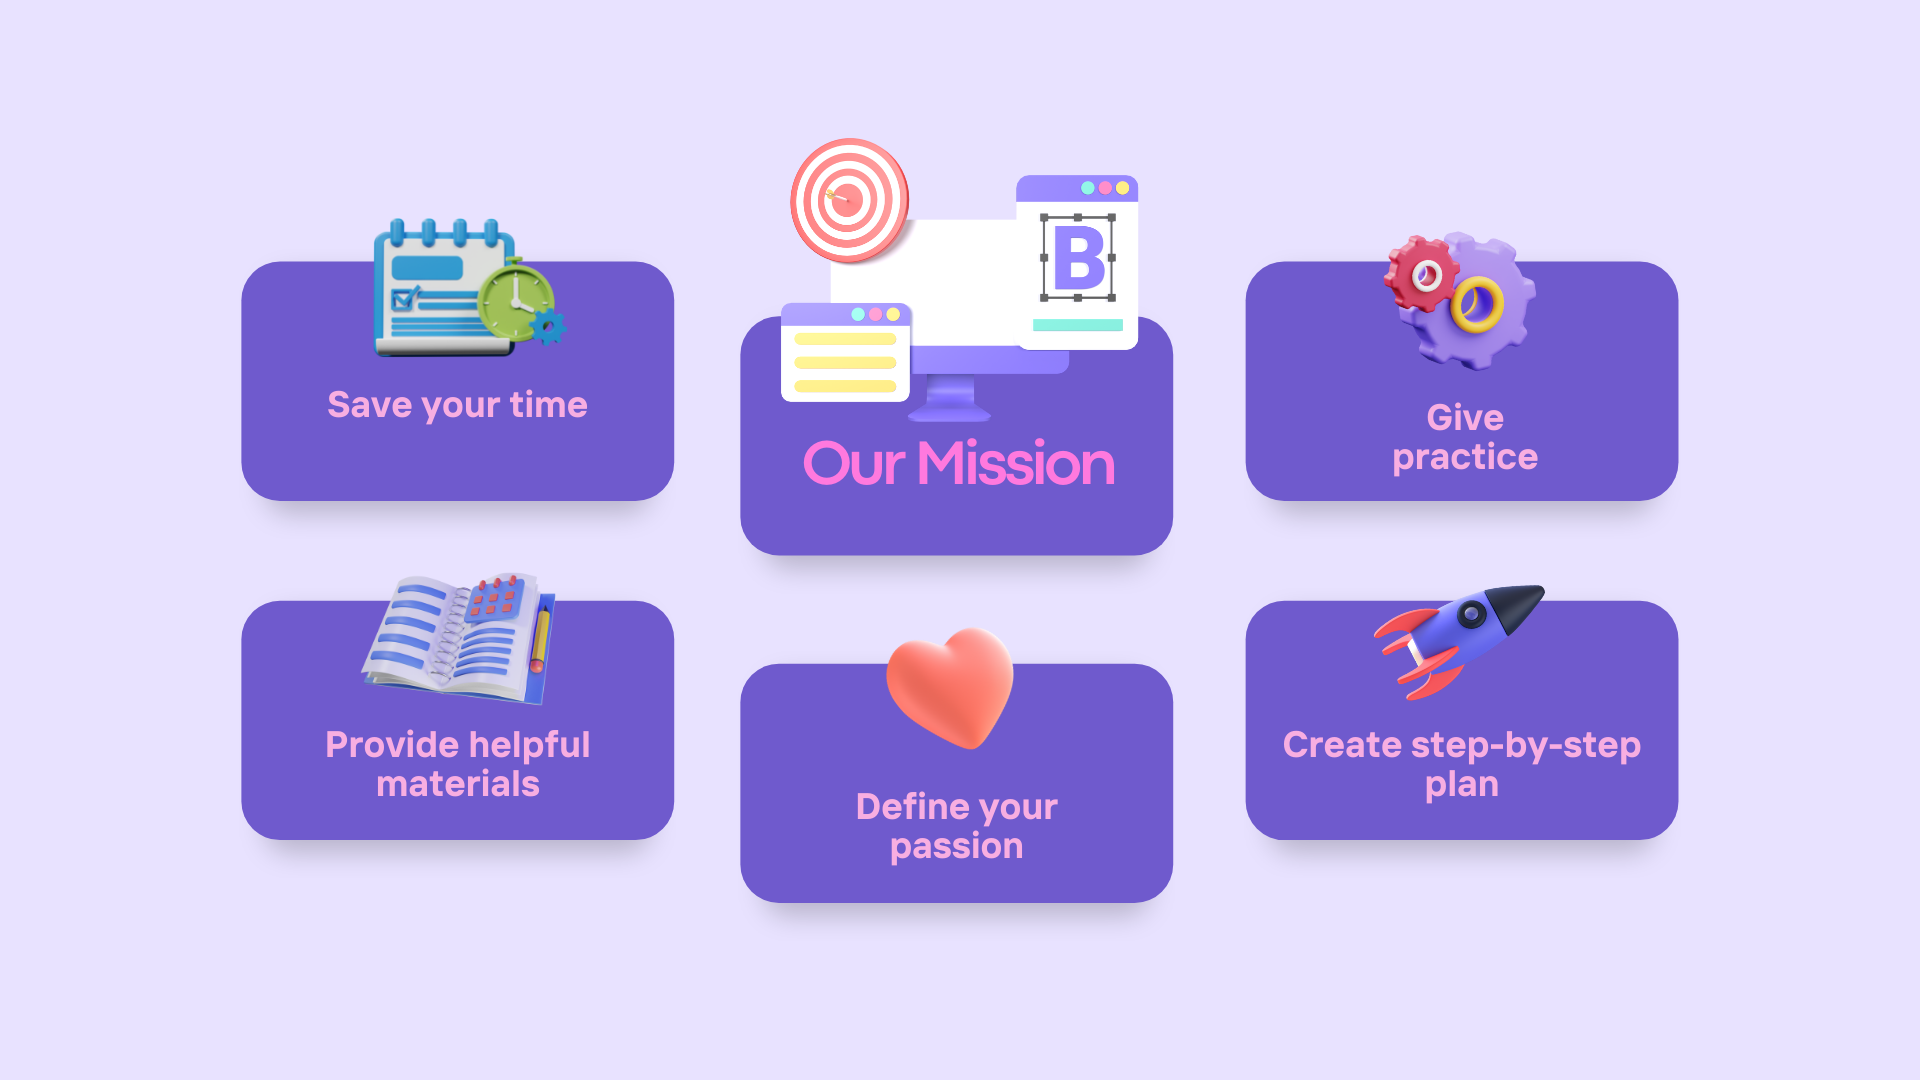 B
Our Mission
Save your time
Give
practice
Provide helpful
materials
Define your
passion
Create step-by-step
plan